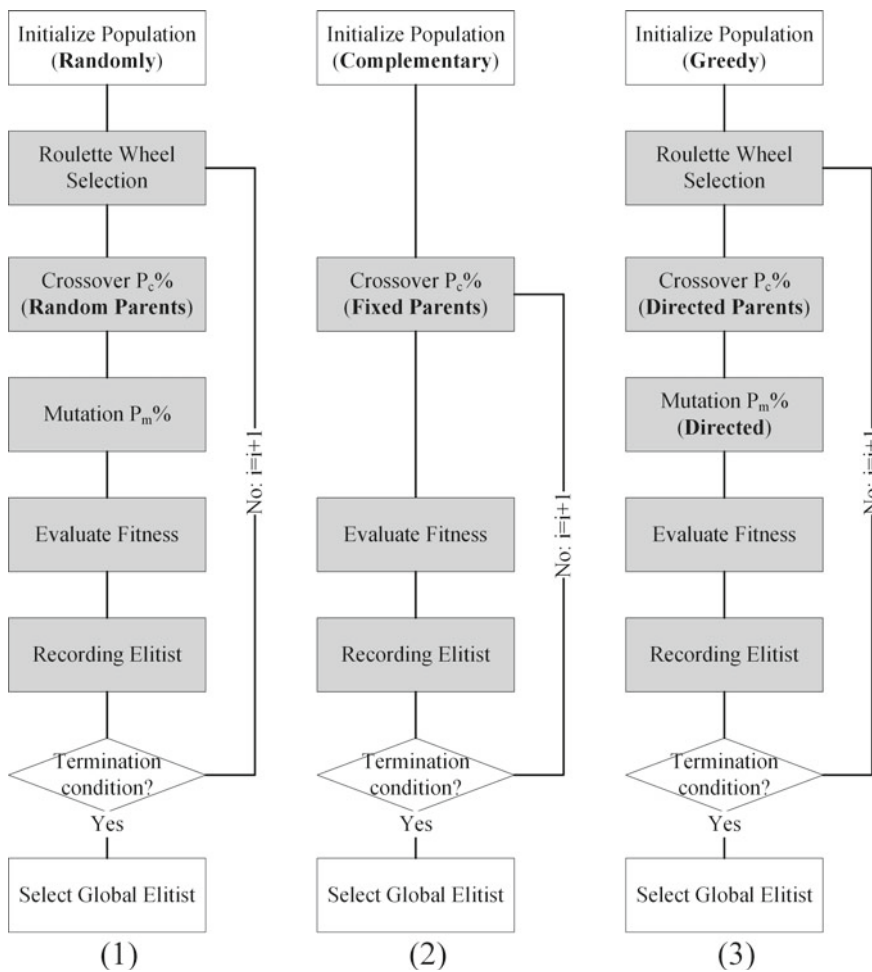 Initialize Population
(Randomly)
Roulette Wheel
Selection
Crossover Pc%
(Random Parents)
Mutation Pm%
Evaluate Fitness
Recording Elitist
Termination
condition?
No: i=i+1
Yes
Select Global Elitist
(1)
Initialize Population
(Complementary)
Crossover Pc%
(Fixed Parents)
Evaluate Fitness
Recording Elitist
Termination
condition?
No: i=i+1
Yes
Select Global Elitist
(2)
Initialize Population
(Greedy)
Roulette Wheel
Selection
Crossover Pc%
(Directed Parents)
Mutation Pm%
(Directed)
Evaluate Fitness
Recording Elitist
Termination
condition?
No: i=i+1
Yes
Select Global Elitist
(3)